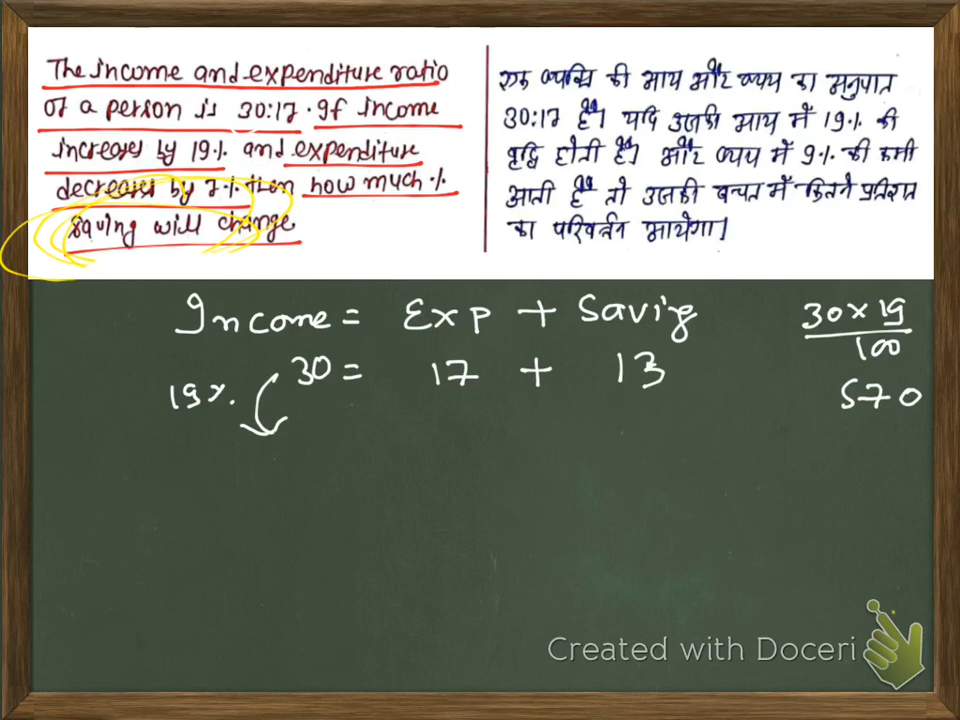 The income and expenditure ratio
of a person is 30:17. If income
increases by 19% and expenditure
decreases by 7% then how much %
saving will change
एक व्यक्ति की आय और व्यय का अनुपात
30:17 है। यदि उसकी आय में 19% की
वृद्धि होती है। और व्यय में 9% की कमी
आती है तो उसकी बचत में कितने प्रतिशत
का परिवर्तन आयेगा।
Income = Exp + Savig
30 = 17 + 13
19%.
30 × 19
100
570
Created with Doceri